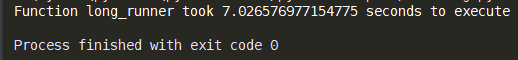 Function long_runner took 7.026576977154775 seconds to execute
Process finished with exit code 0